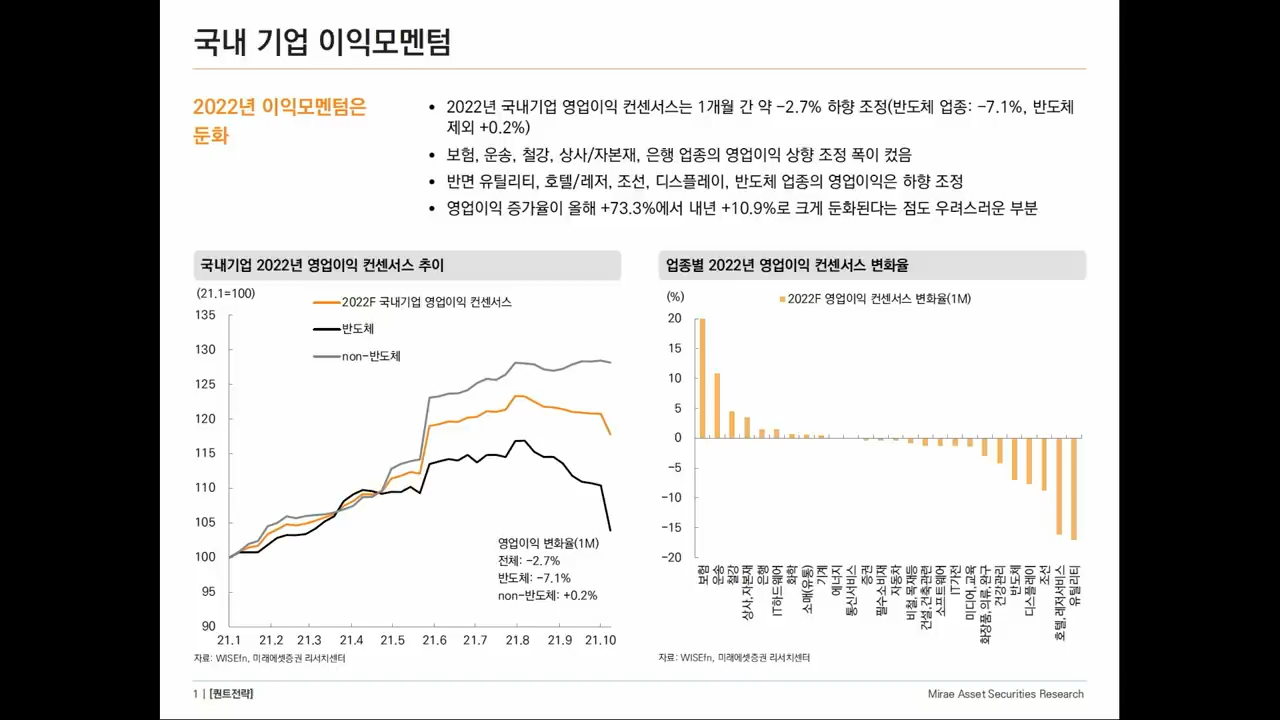 국내 기업 이익모멘텀
2022년 이익모멘텀은
둔화
• 2022년 국내기업 영업이익 컨센서스는 1개월 간 약 -2.7% 하향 조정(반도체 업종: -7.1%, 반도체
제외 +0.2%)
• 보험, 운송, 철강, 상사/자본재, 은행 업종의 영업이익 상향 조정 폭이 컸음
• 반면 유틸리티, 호텔/레저, 조선, 디스플레이, 반도체 업종의 영업이익은 하향 조정
• 영업이익 증가율이 올해 +73.3%에서 내년 +10.9%로 크게 둔화된다는 점도 우려스러운 부분
국내기업 2022년 영업이익 컨센서스 추이
(21.1=100)
2022F 국내기업 영업이익 컨센서스
반도체
non-반도체
135
130
125
120
115
110
105
100
95
90
영업이익 변화율(1M)
전체: -2.7%
반도체: -7.1%
non-반도체: +0.2%
21.1 21.2 21.3 21.4 21.5 21.6 21.7 21.8 21.9 21.10
자료: WISEfn, 미래에셋증권 리서치센터
업종별 2022년 영업이익 컨센서스 변화율
(%)
2022F 영업이익 컨센서스 변화율(1M)
20
15
10
5
0
-5
-10
-15
-20
보험
운송
철강
상사,자본재
은행
IT하드웨어
화학
소매(유통)
기계
에너지
통신서비스
증권
필수소비재
자동차
비철,목재등
건설,건축관련
소프트웨어
IT가전
미디어,교육
화장품,의류,완구
건강관리
반도체
디스플레이
조선
호텔,레저서비스
유틸리티
자료: WISEfn, 미래에셋증권 리서치센터
1 | [퀀트전략]
Mirae Asset Securities Research